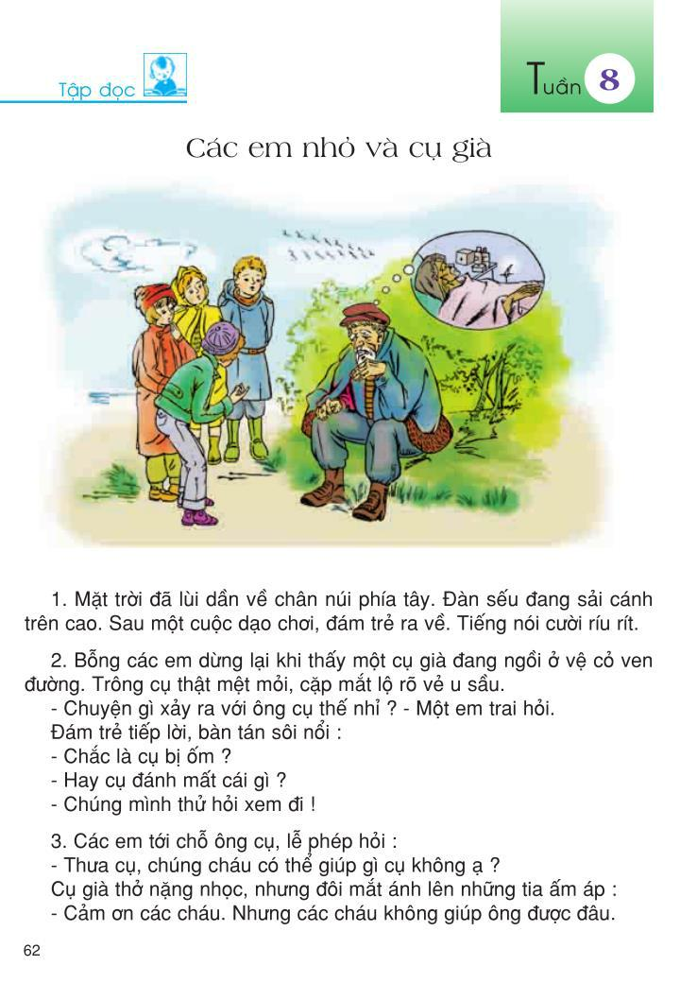 Tập đọc
Tuần 8
Các em nhỏ và cụ già
1. Mặt trời đã lùi dần về chân núi phía tây. Đàn sếu đang sải cánh
trên cao. Sau một cuộc dạo chơi, đám trẻ ra về. Tiếng nói cười ríu rít.
2. Bỗng các em dừng lại khi thấy một cụ già đang ngồi ở vệ cỏ ven
đường. Trông cụ thật mệt mỏi, cặp mắt lộ rõ vẻ u sầu.
- Chuyện gì xảy ra với ông cụ thế nhỉ ? - Một em trai hỏi.
Đám trẻ tiếp lời, bàn tán sôi nổi :
- Chắc là cụ bị ốm ?
- Hay cụ đánh mất cái gì ?
- Chúng mình thử hỏi xem đi !
3. Các em tới chỗ ông cụ, lễ phép hỏi :
- Thưa cụ, chúng cháu có thể giúp gì cụ không ạ ?
Cụ già thở nặng nhọc, nhưng đôi mắt ánh lên những tia ấm áp :
- Cảm ơn các cháu. Nhưng các cháu không giúp ông được đâu.
62